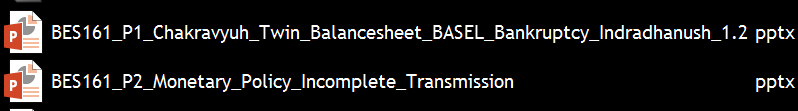 BES161_P1_Chakravyuh_Twin_Balancesheet_BASEL_Bankruptcy_Indradhanush_1.2 pptx
BES161_P2_Monetary_Policy_Incomplete_Transmission pptx